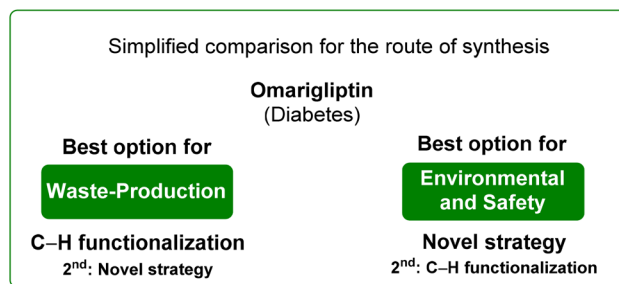 Simplified comparison for the route of synthesis
Omarigliptin
(Diabetes)
Best option for
Waste-Production
C–H functionalization
2nd: Novel strategy
Best option for
Environmental
and Safety
Novel strategy
2nd: C–H functionalization